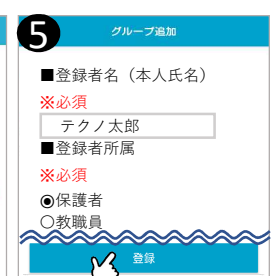 ❺
グループ追加
■登録者名（本人氏名）
※必須
テクノ太郎
■登録者所属
※必須
◉保護者
○教職員
登録